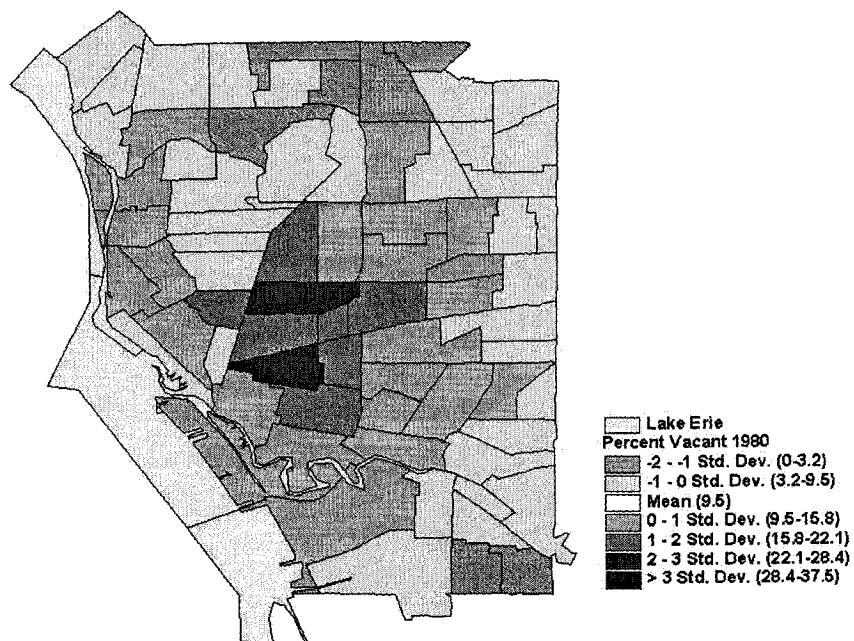 Lake Erie
Percent Vacant 1980
-2 - -1 Std. Dev. (0-3.2)
-1 - 0 Std. Dev. (3.2-9.5)
Mean (9.5)
0 - 1 Std. Dev. (9.5-15.8)
1 - 2 Std. Dev. (15.8-22.1)
2 - 3 Std. Dev. (22.1-28.4)
> 3 Std. Dev. (28.4-37.5)